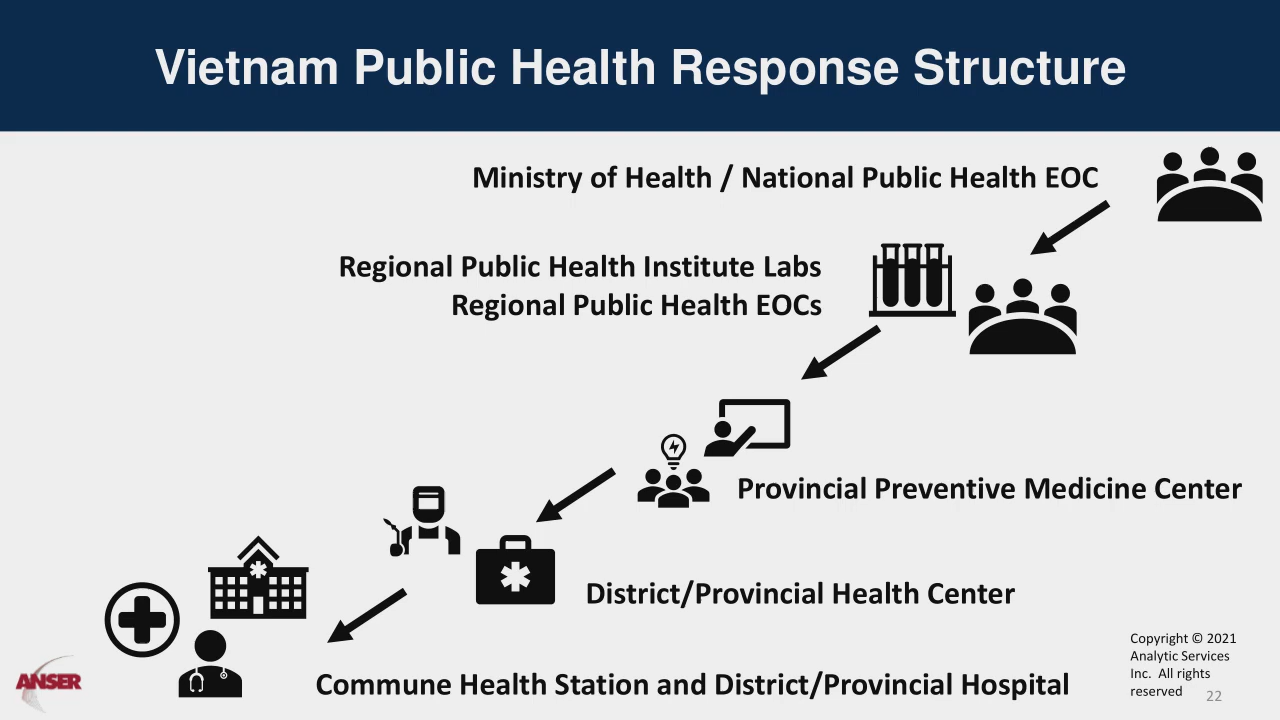 Vietnam Public Health Response Structure
Ministry of Health / National Public Health EOC
Regional Public Health Institute Labs
Regional Public Health EOCs
Provincial Preventive Medicine Center
District/Provincial Health Center
Commune Health Station and District/Provincial Hospital
ANSER
Copyright © 2021
Analytic Services
Inc. All rights
reserved
22